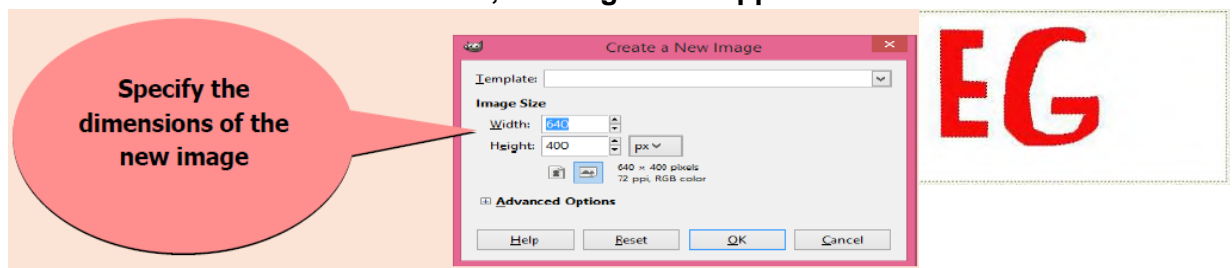 Specify the
dimensions of the
new image
Create a New Image
Template:
Image Size
Width: 640
Height: 400 px
640 × 400 pixels
72 ppi, RGB color
Advanced Options
Help Reset OK Cancel
EG